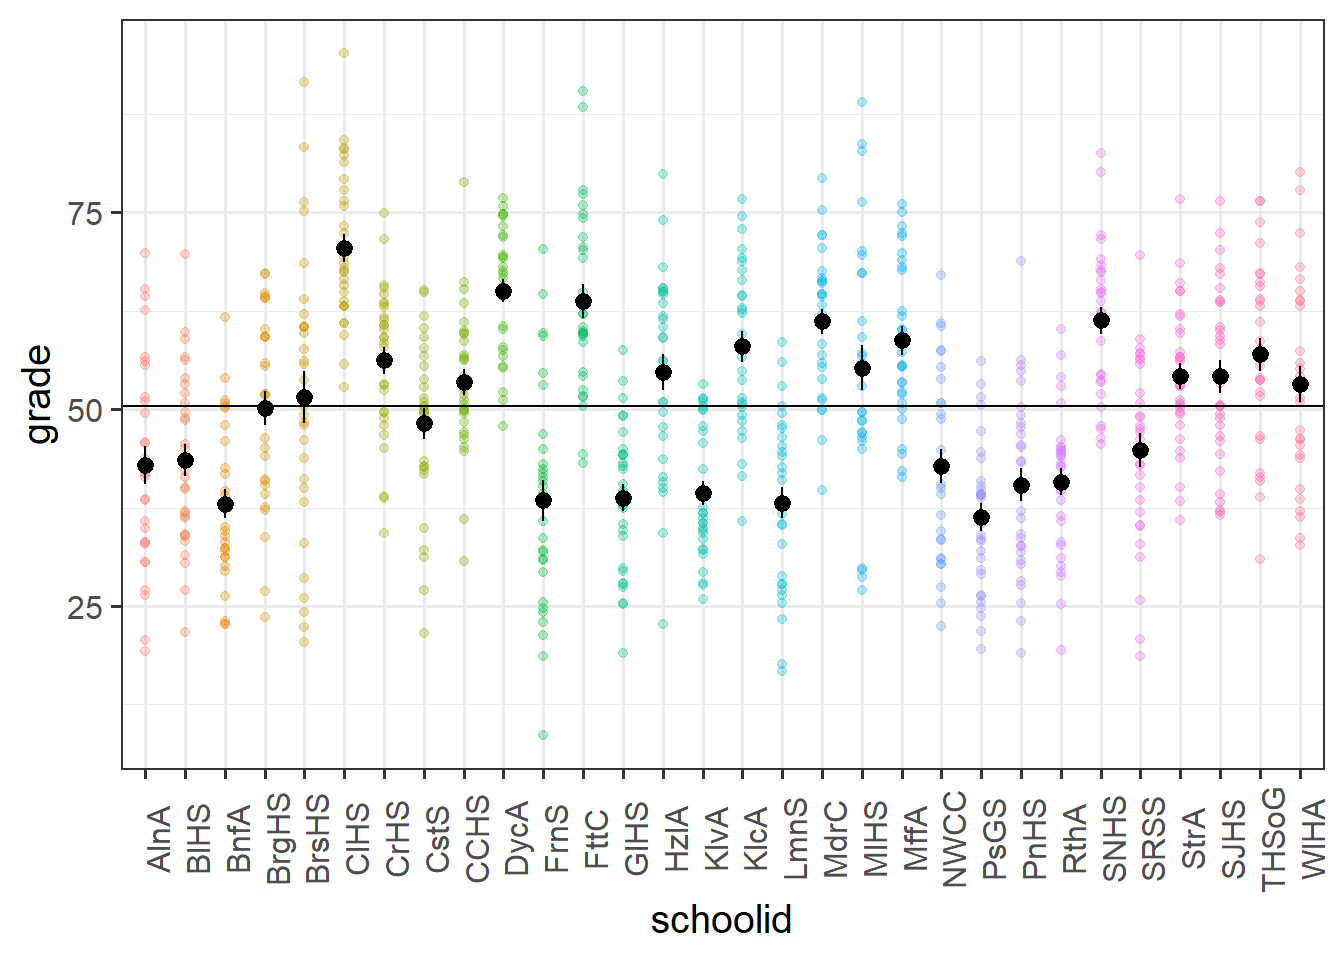 grade
75
50
25
AlnA
BlHS
BnfA
BrgHS
BrsHS
ClHS
CrHS
CstS
CCHS
DycA
FrnS
FttC
GlHS
HzlA
KlvA
KlcA
LmnS
MdrC
MlHS
MffA
NWCC
PsGS
PnHS
RthA
SNHS
SRSS
StrA
SJHS
THSoG
WlHA
schoolid